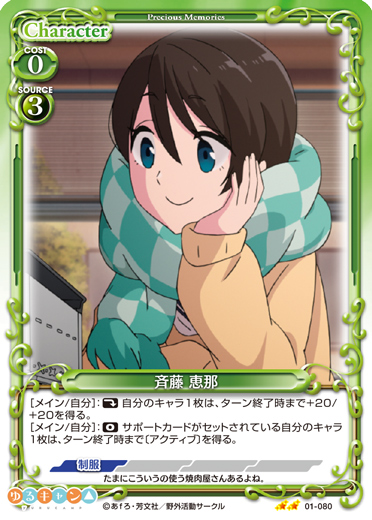 Precious Memories
Character
COST
0
SOURCE
3
斉藤 恵那
[メイン/自分]: 自分のキャラ1枚は、ターン終了時まで+20/
+20を得る。
[メイン/自分]: 0 サポートカードがセットされている自分のキャラ
1枚は、ターン終了時まで〔アクティブ〕を得る。
制服
たまにこういうの使う焼肉屋さんあるよね。
ゆるキャン△
©あfろ・芳文社/野外活動サークル
01-080